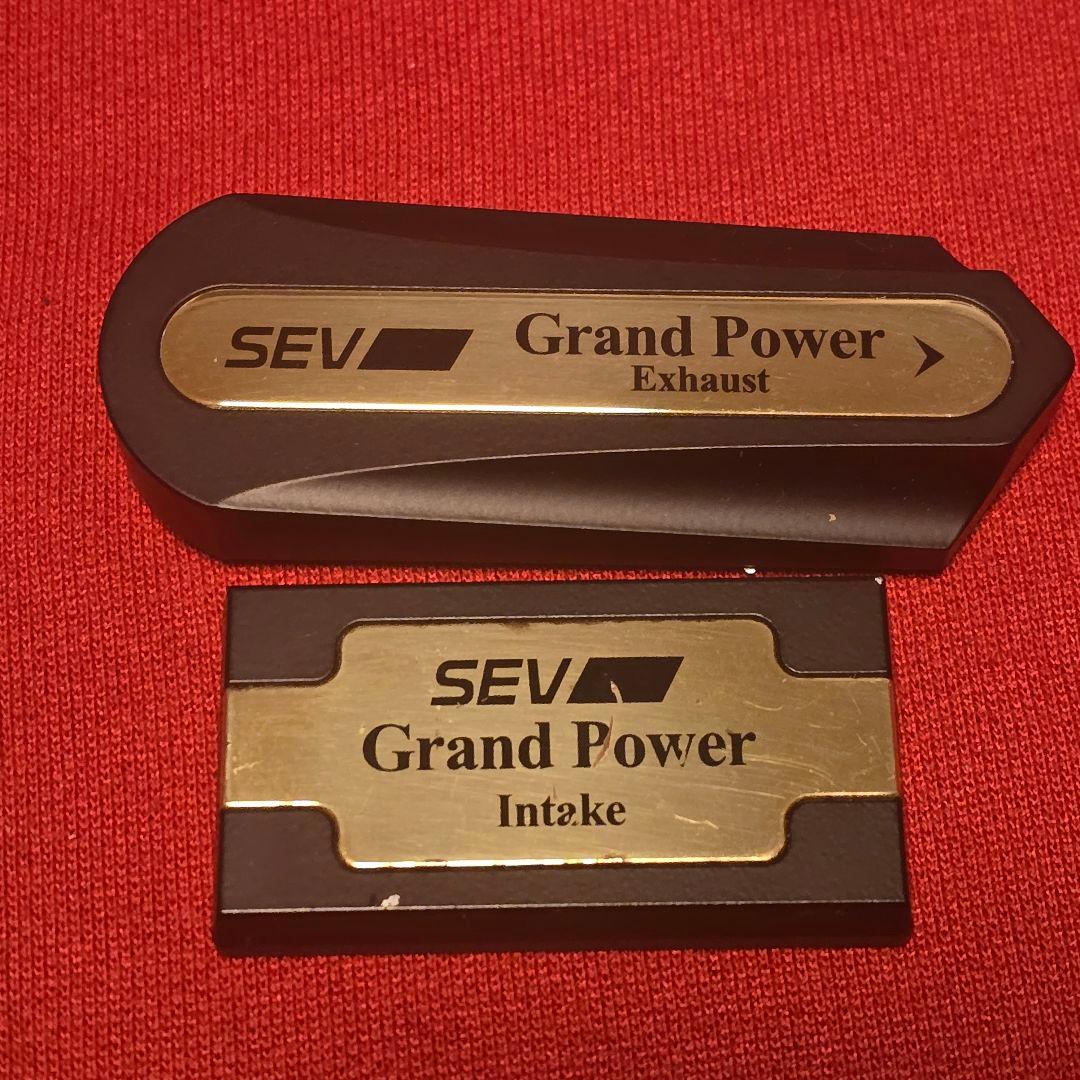 SEV Grand Power
Exhaust
SEV
Grand Power
Intake